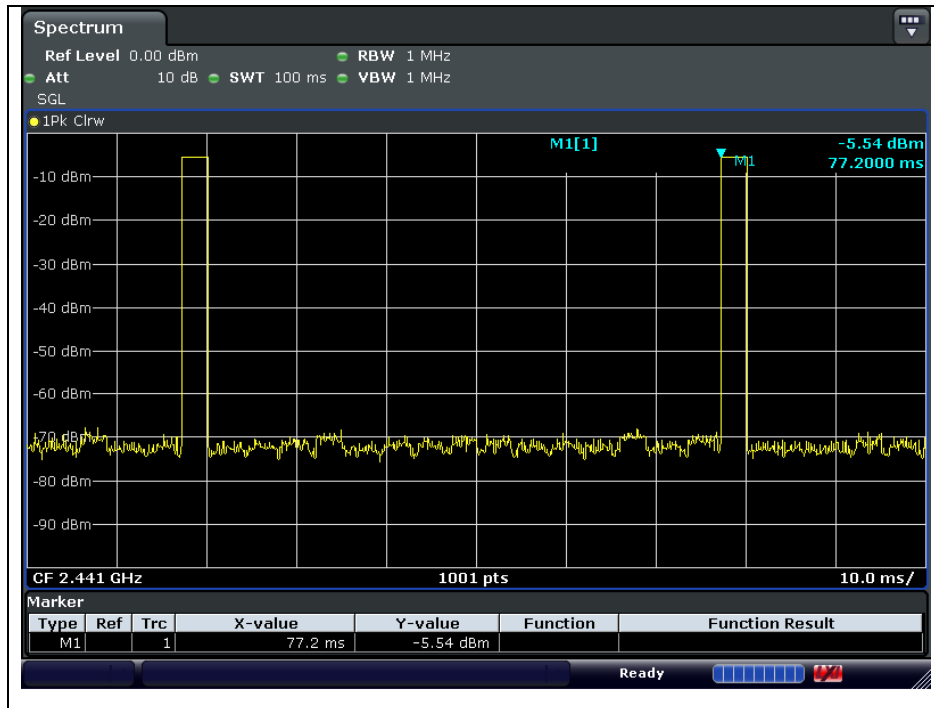 Spectrum
Ref Level 0.00 dBm RBW 1 MHz
Att 10 dB SWT 100 ms VBW 1 MHz
SGL
1Pk Clrw
M1[1] -5.54 dBm
77.2000 ms
M1
-10 dBm
-20 dBm
-30 dBm
-40 dBm
-50 dBm
-60 dBm
-70 dBm
-80 dBm
-90 dBm
CF 2.441 GHz 1001 pts 10.0 ms/
Marker
Type Ref Trc X-value Y-value Function Function Result
M1 1 77.2 ms -5.54 dBm
Ready